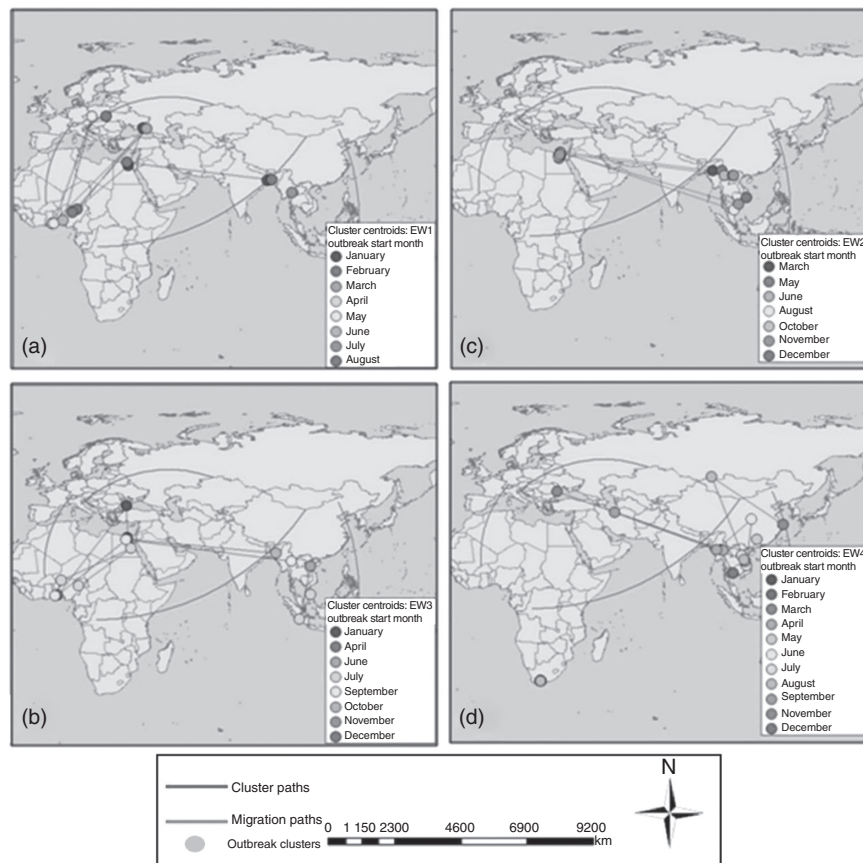 Cluster centroids: EW1
outbreak start month
January
February
March
April
May
June
July
August
(a)
Cluster centroids: EW2
outbreak start month
March
May
June
August
October
November
December
(c)
Cluster centroids: EW3
outbreak start month
January
April
June
July
September
October
November
December
(b)
Cluster centroids: EW4
outbreak start month
January
February
March
April
May
June
July
August
September
November
December
(d)
Cluster paths
Migration paths
Outbreak clusters
N
0 1 150 2300 4600 6900 9200
km